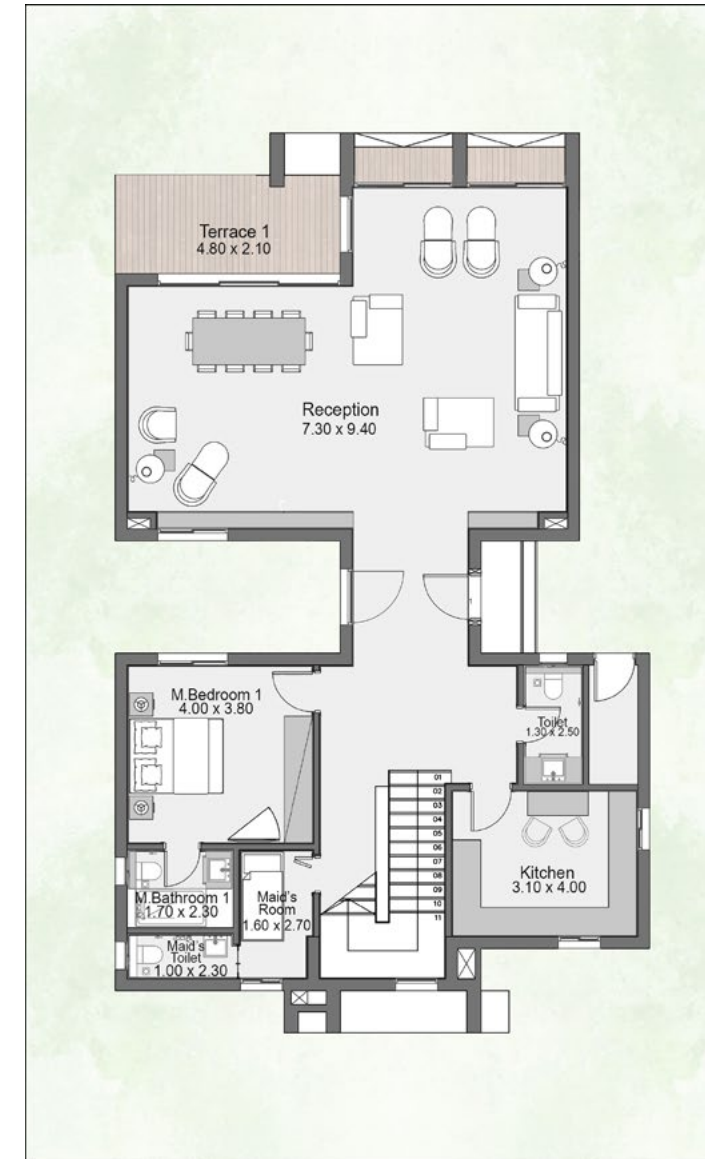 Terrace 1
4.80 x 2.10
Reception
7.30 x 9.40
M.Bedroom 1
4.00 x 3.80
Toilet
1.30 x 2.50
01
02
03
04
05
06
07
08
09
10
11
Kitchen
3.10 x 4.00
M.Bathroom 1
1.70 x 2.30
Maid's
Room
1.60 x 2.70
Maid's
Toilet
1.00 x 2.30